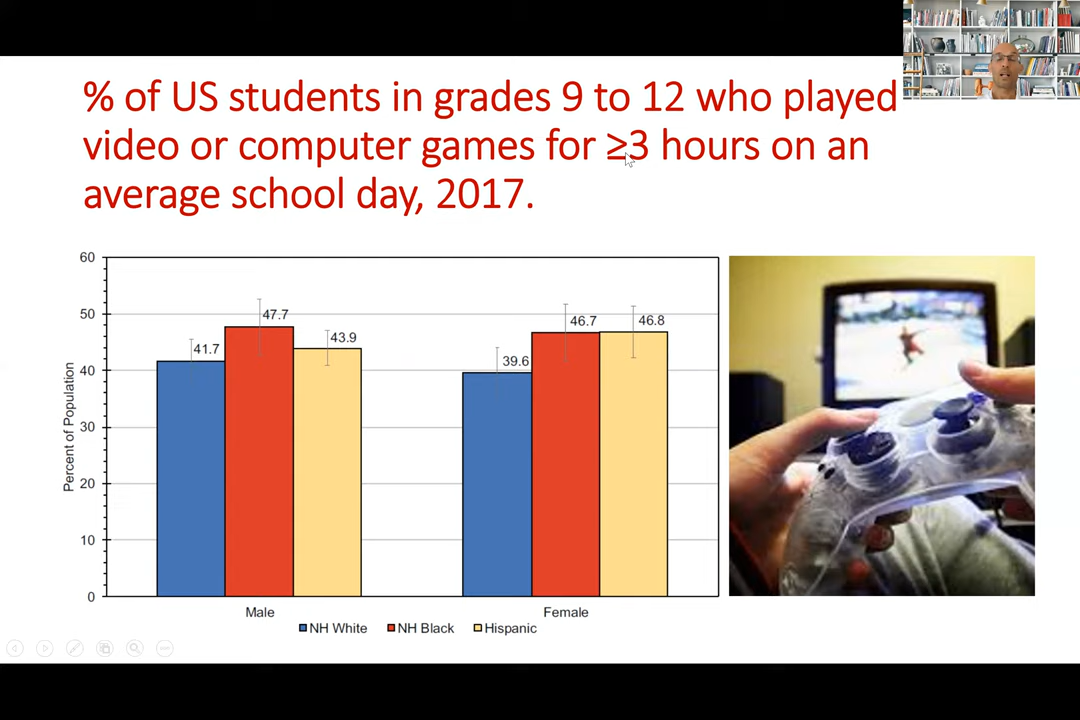 % of US students in grades 9 to 12 who played
video or computer games for ≥3 hours on an
average school day, 2017.
60
50
40
30
20
10
0
Percent of Population
41.7
47.7
43.9
39.6
46.7
46.8
Male
Female
NH White NH Black Hispanic